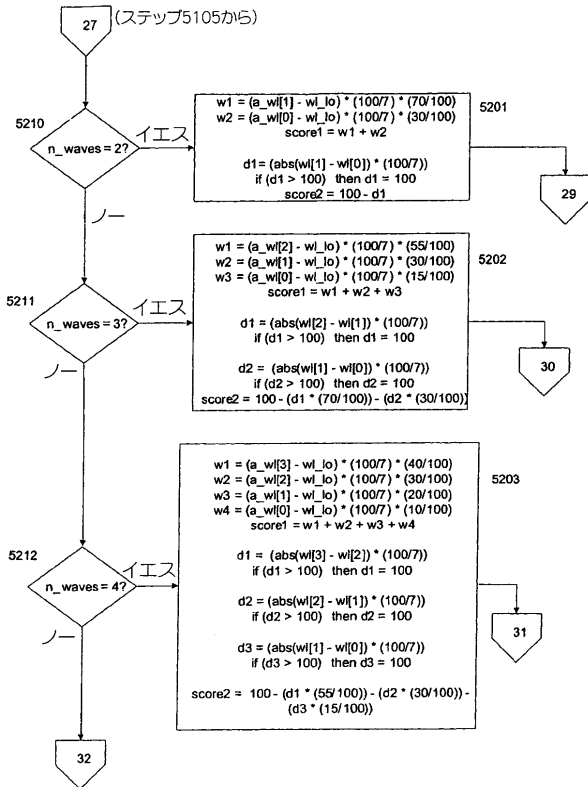 27
(ステップ5105から)
5210
n_waves = 2?
イエス
ノー
5201
w1 = (a_wl[1] - wl_lo) * (100/7) * (70/100)
w2 = (a_wl[0] - wl_lo) * (100/7) * (30/100)
score1 = w1 + w2
d1= (abs(wl[1] - wl[0]) * (100/7))
if (d1 > 100) then d1 = 100
score2 = 100 - d1
29
5211
n_waves = 3?
イエス
ノー
5202
w1 = (a_wl[2] - wl_lo) * (100/7) * (55/100)
w2 = (a_wl[1] - wl_lo) * (100/7) * (30/100)
w3 = (a_wl[0] - wl_lo) * (100/7) * (15/100)
score1 = w1 + w2 + w3
d1 = (abs(wl[2] - wl[1]) * (100/7))
if (d1 > 100) then d1 = 100
d2 = (abs(wl[1] - wl[0]) * (100/7))
if (d2 > 100) then d2 = 100
score2 = 100 - (d1 * (70/100)) - (d2 * (30/100))
30
5212
n_waves = 4?
イエス
ノー
5203
w1 = (a_wl[3] - wl_lo) * (100/7) * (40/100)
w2 = (a_wl[2] - wl_lo) * (100/7) * (30/100)
w3 = (a_wl[1] - wl_lo) * (100/7) * (20/100)
w4 = (a_wl[0] - wl_lo) * (100/7) * (10/100)
score1 = w1 + w2 + w3 + w4
d1 = (abs(wl[3] - wl[2]) * (100/7))
if (d1 > 100) then d1 = 100
d2 = (abs(wl[2] - wl[1]) * (100/7))
if (d2 > 100) then d2 = 100
d3 = (abs(wl[1] - wl[0]) * (100/7))
if (d3 > 100) then d3 = 100
score2 = 100 - (d1 * (55/100)) - (d2 * (30/100)) -
(d3 * (15/100))
31
32